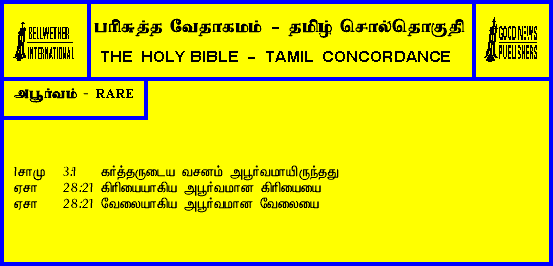 BELLWETHER
INTERNATIONAL
பரிசுத்த வேதாகமம் - தமிழ் சொல்தொகுதி
THE HOLY BIBLE - TAMIL CONCORDANCE
GOOD NEWS
PUBLISHERS
அபூர்வம் - RARE
1சாமு 3:1 கர்த்தருடைய வசனம் அபூர்வமாயிருந்தது
ஏசா 28:21 கிரியையாகிய அபூர்வமான கிரியையை
ஏசா 28:21 வேலையாகிய அபூர்வமான வேலையை